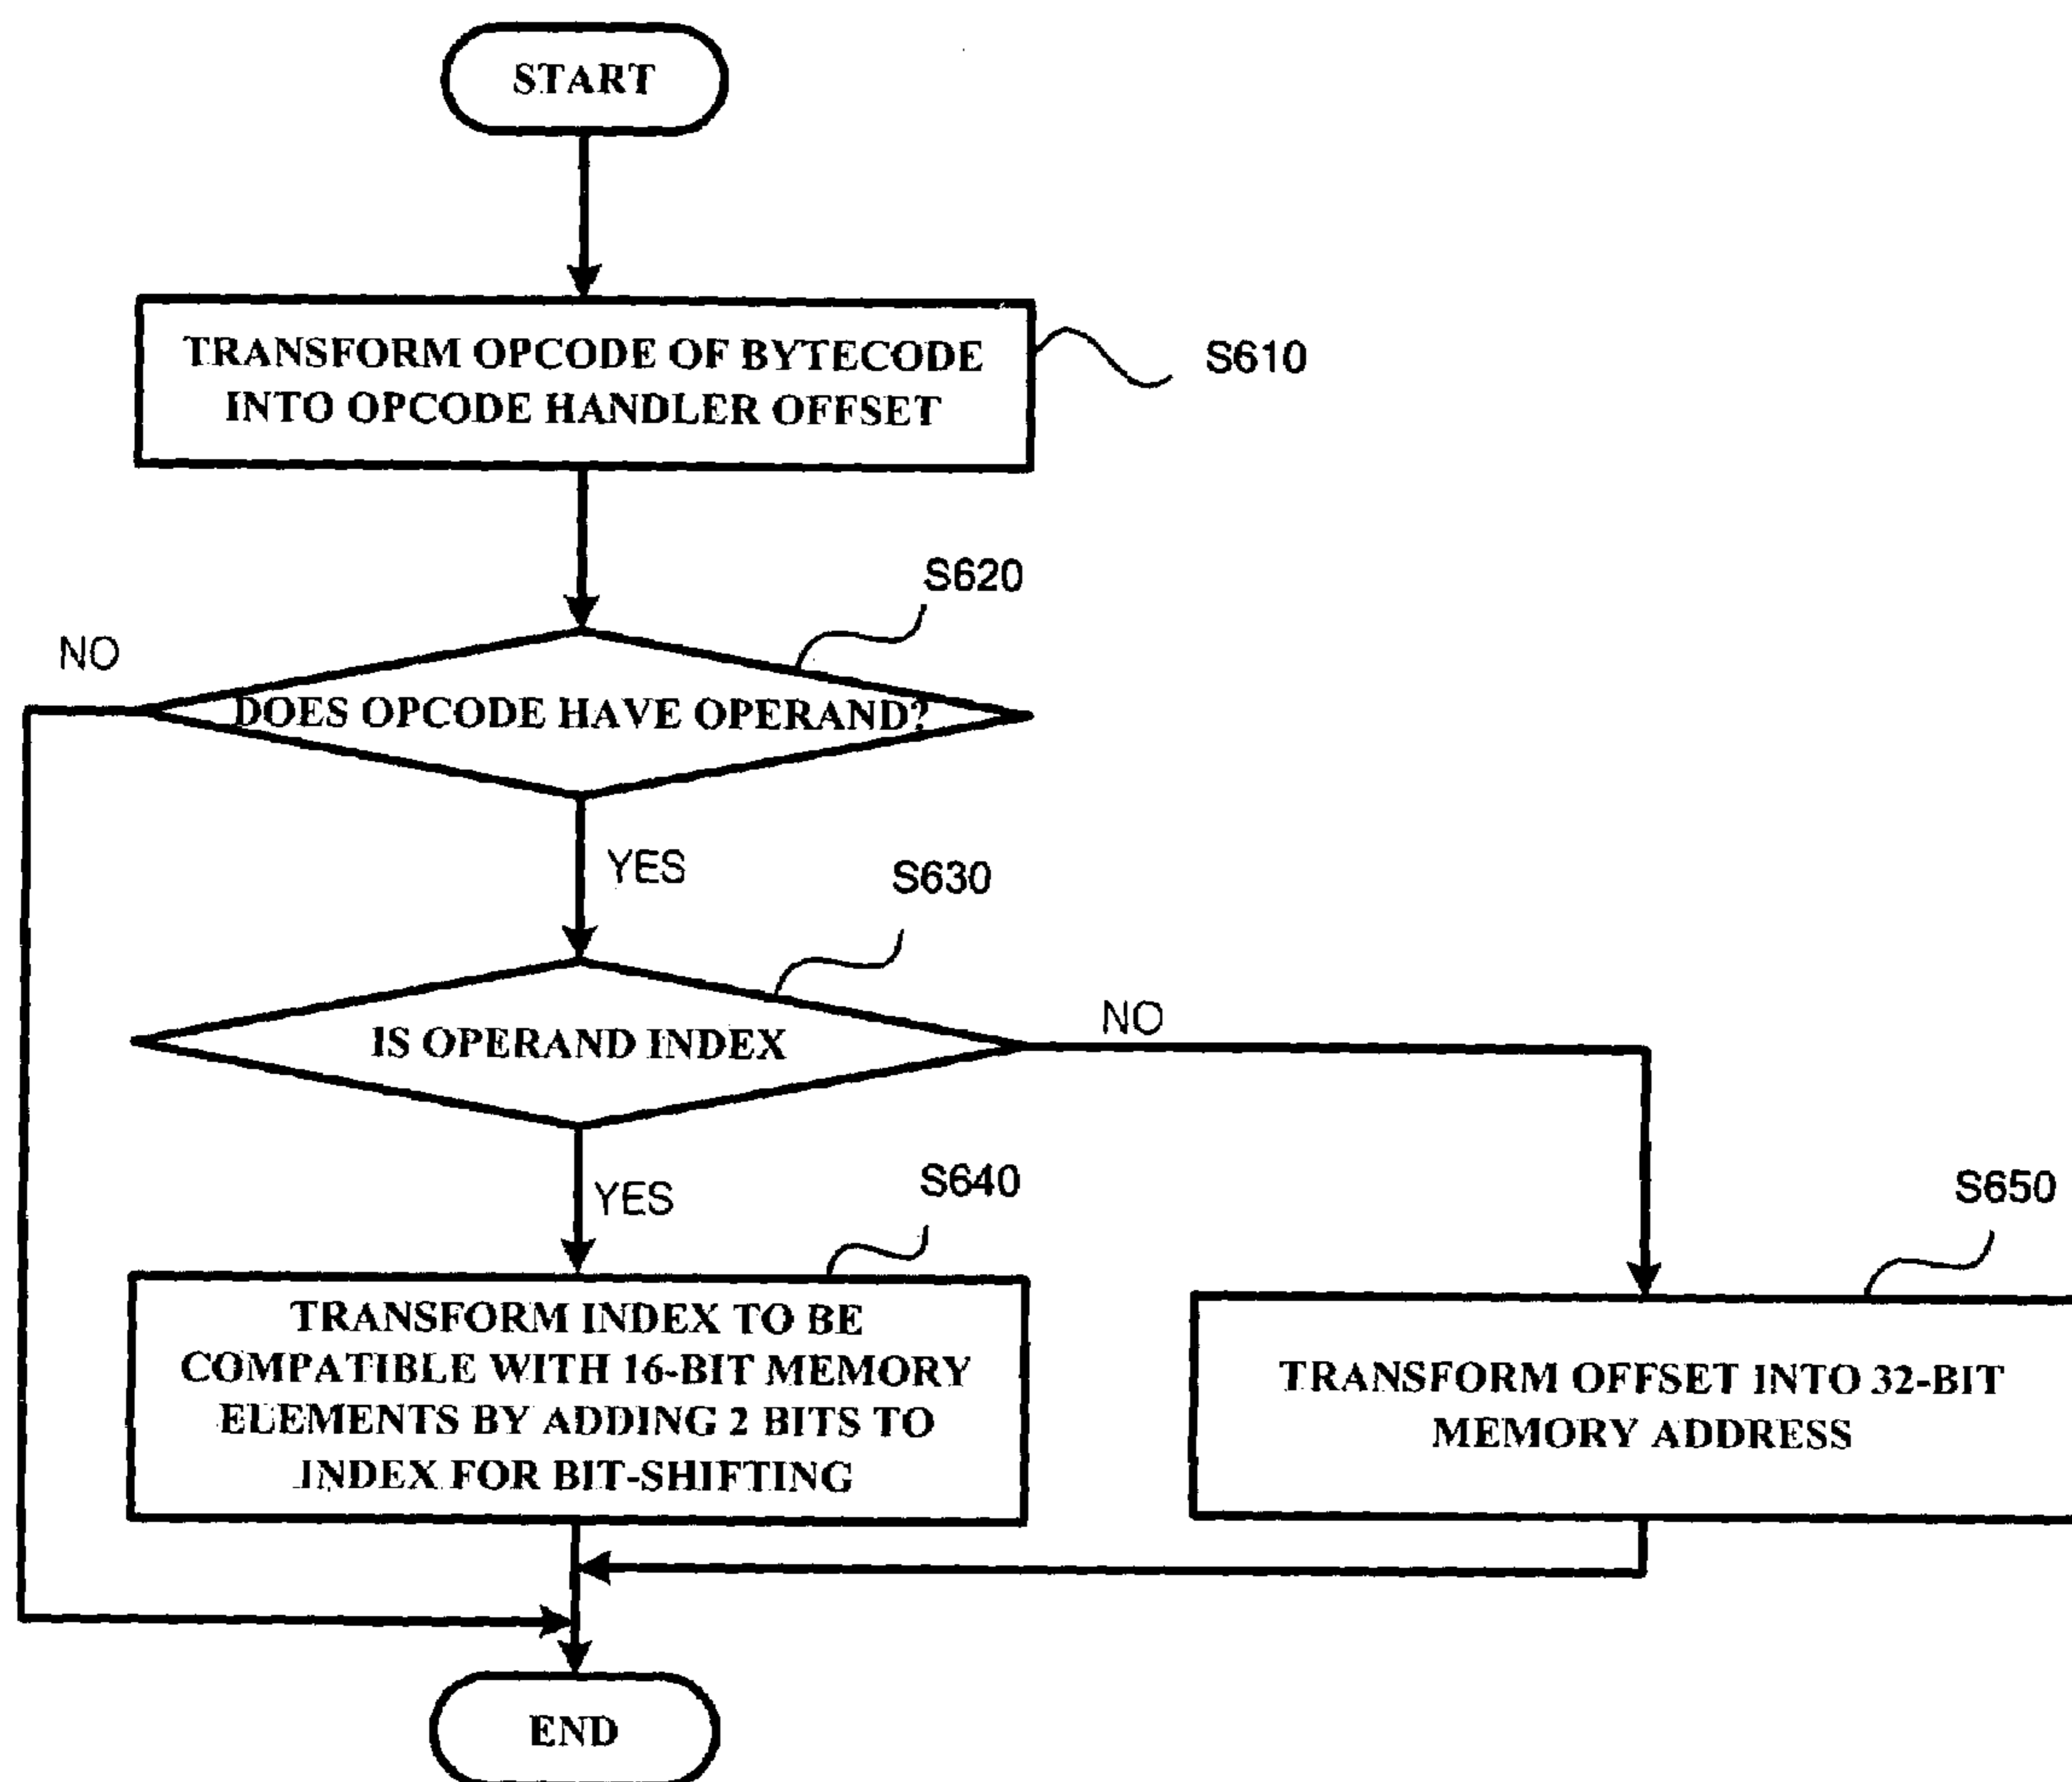 START
TRANSFORM OPCODE OF BYTECODE
INTO OPCODE HANDLER OFFSET
S610
S620
NO
DOES OPCODE HAVE OPERAND?
YES
S630
IS OPERAND INDEX
NO
YES
S640
S650
TRANSFORM INDEX TO BE
COMPATIBLE WITH 16-BIT MEMORY
ELEMENTS BY ADDING 2 BITS TO
INDEX FOR BIT-SHIFTING
TRANSFORM OFFSET INTO 32-BIT
MEMORY ADDRESS
END